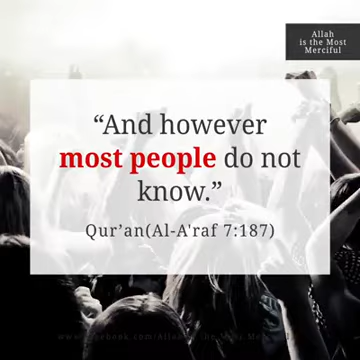 Allah
is the Most
Merciful
“And however
most people do not
know.”
Qur’an(Al-A'raf 7:187)